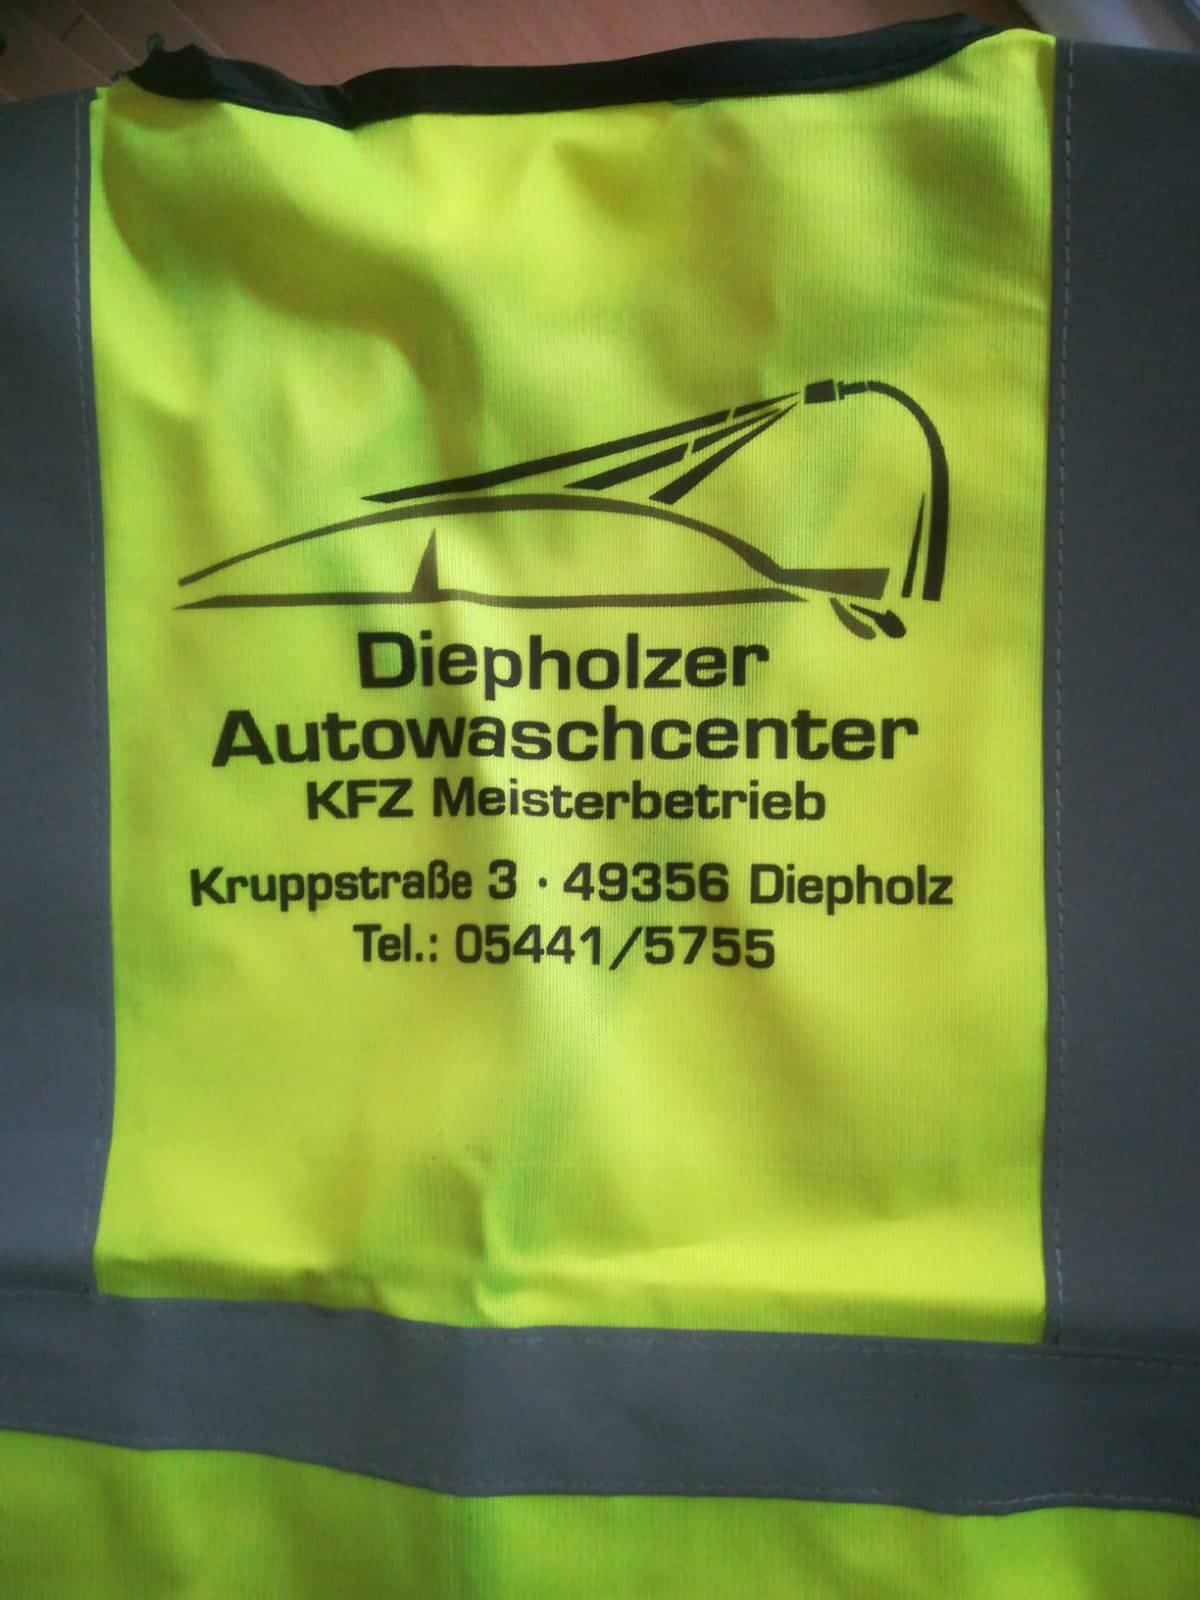 Diepholzer
Autowaschcenter
KFZ Meisterbetrieb
Kruppstraße 3 · 49356 Diepholz
Tel.: 05441/5755